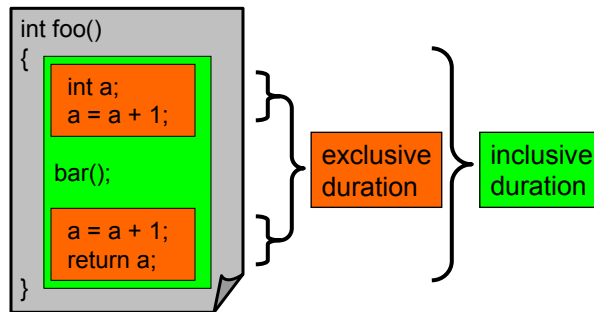 int foo()
{
int a;
a = a + 1;
bar();
a = a + 1;
return a;
}
exclusive
duration
inclusive
duration